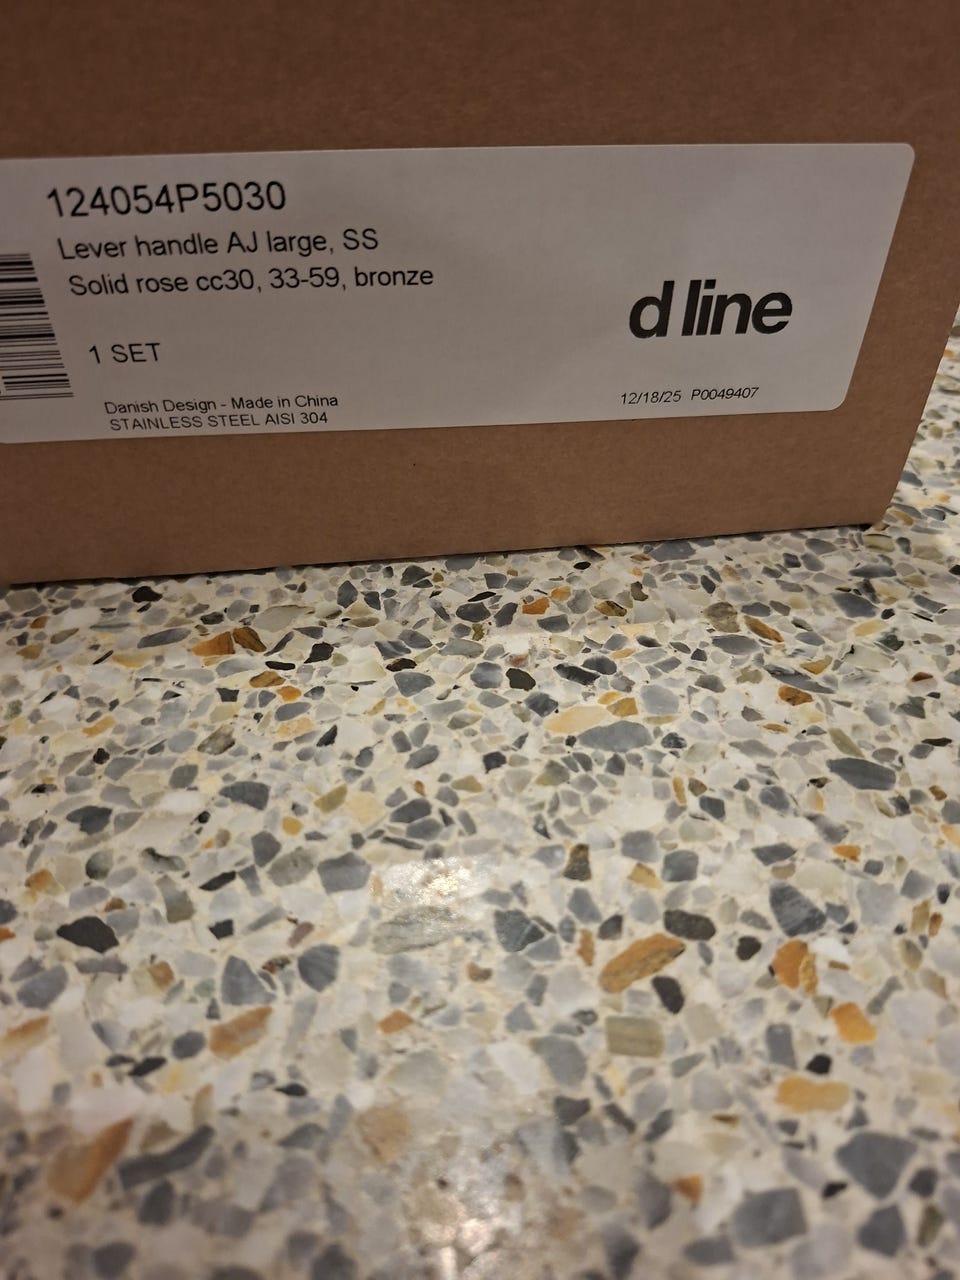 124054P5030
Lever handle AJ large, SS
Solid rose cc30, 33-59, bronze
1 SET
d line
Danish Design - Made in China
STAINLESS STEEL AISI 304
12/18/25 P0049407